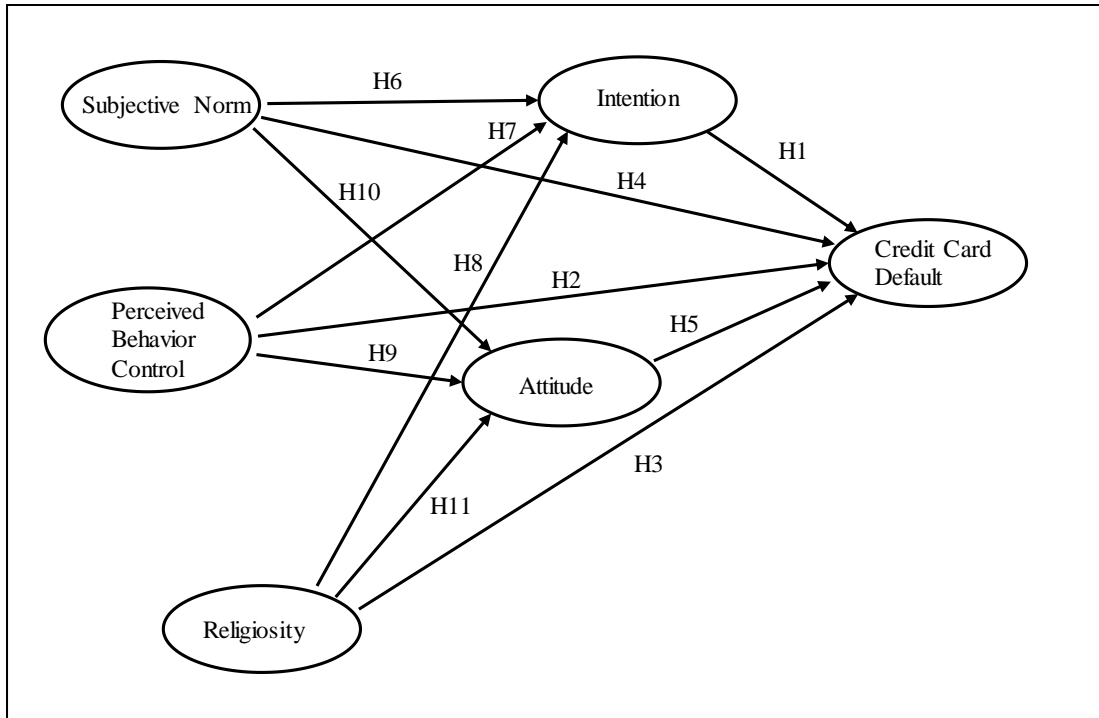 H6
Subjective Norm
Intention
H7
H1
H10
H4
H8
Credit Card
Default
H2
Perceived
Behavior
Control
H5
H9
Attitude
H3
H11
Religiosity